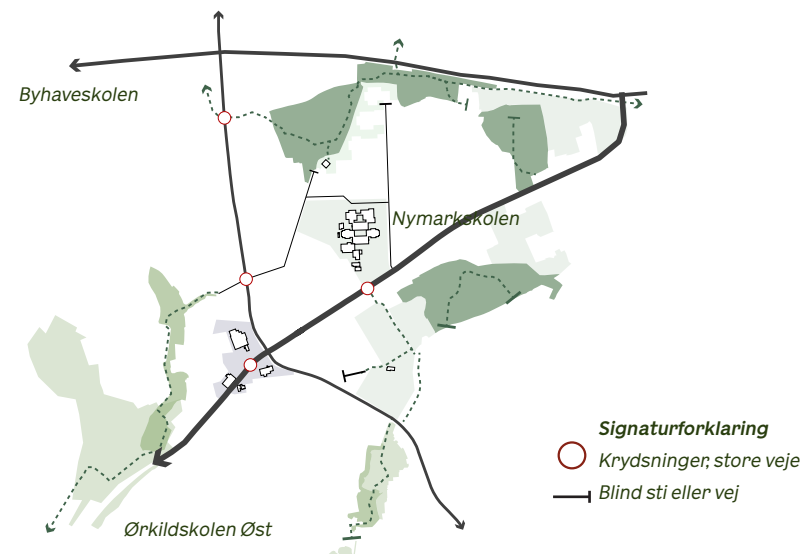 Byhaveskolen
Nymarkskolen
Signaturforklaring
Krydsninger, store veje
Blind sti eller vej
Ørkildskolen Øst